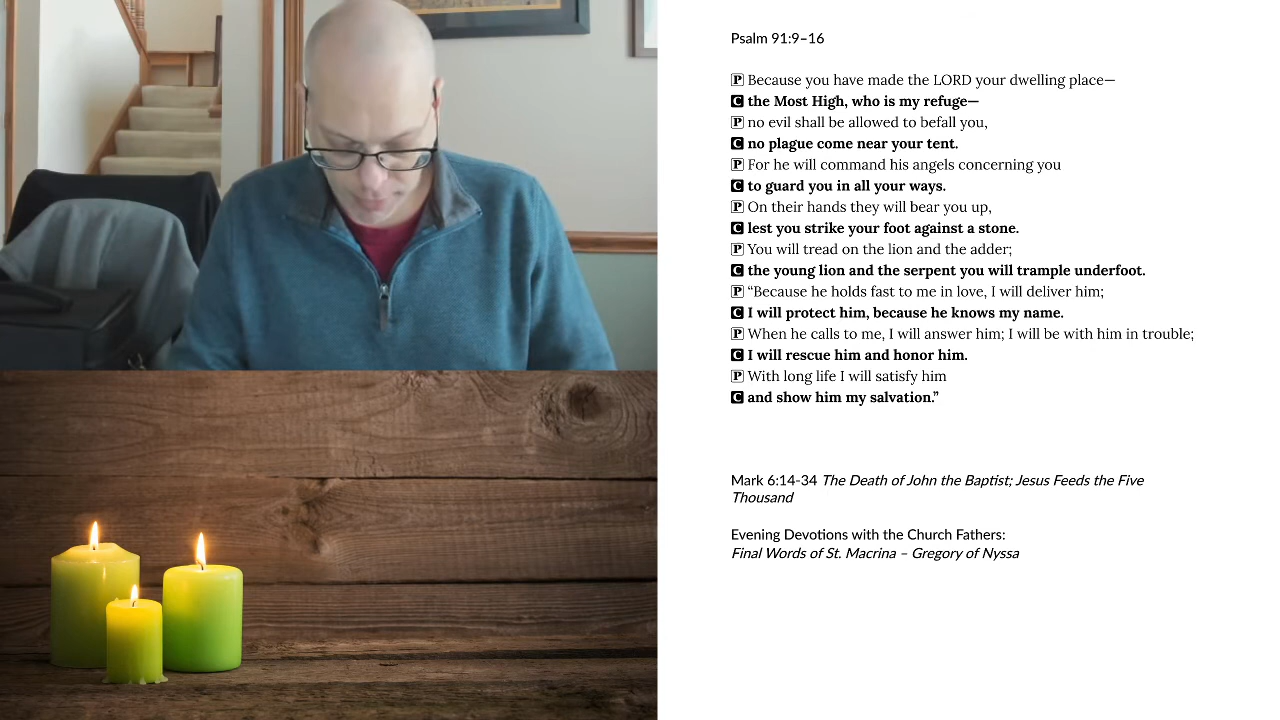 Psalm 91:9–16
P Because you have made the LORD your dwelling place—
C the Most High, who is my refuge—
P no evil shall be allowed to befall you,
C no plague come near your tent.
P For he will command his angels concerning you
C to guard you in all your ways.
P On their hands they will bear you up,
C lest you strike your foot against a stone.
P You will tread on the lion and the adder;
C the young lion and the serpent you will trample underfoot.
P “Because he holds fast to me in love, I will deliver him;
C I will protect him, because he knows my name.
P When he calls to me, I will answer him; I will be with him in trouble;
C I will rescue him and honor him.
P With long life I will satisfy him
C and show him my salvation.”
Mark 6:14-34 The Death of John the Baptist; Jesus Feeds the Five
Thousand
Evening Devotions with the Church Fathers:
Final Words of St. Macrina – Gregory of Nyssa